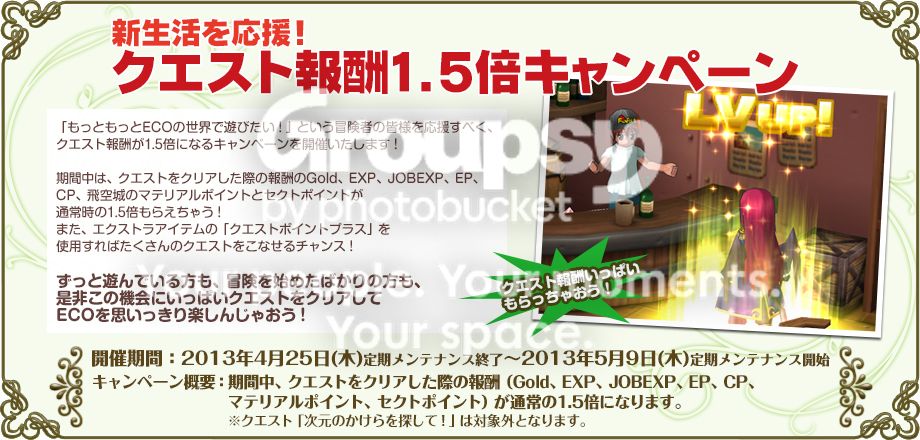 新生活を応援！
クエスト報酬1.5倍キャンペーン
「もっともっとECOの世界で遊びたい！」という冒険者の皆様を応援すべく、
クエスト報酬が1.5倍になるキャンペーンを開催いたします！
期間中は、クエストをクリアした際の報酬のGold、EXP、JOBEXP、EP、
CP、飛空城のマテリアルポイントとセクトポイントが
通常時の1.5倍もらえちゃう！
また、エクストラアイテムの「クエストポイントプラス」を
使用すればたくさんのクエストをこなせるチャンス！
ずっと遊んでいる方も、冒険を始めたばかりの方も、
是非この機会にいっぱいクエストをクリアして
ECOを思いっきり楽しんじゃおう！
LV up!
クエスト報酬いっぱい
もらっちゃおう！
Groupsp
by photobucket
Your people. Your moments.
Your space.
開催期間：2013年4月25日(木)定期メンテナンス終了～2013年5月9日(木)定期メンテナンス開始
キャンペーン概要：期間中、クエストをクリアした際の報酬（Gold、EXP、JOBEXP、EP、CP、
マテリアルポイント、セクトポイント）が通常の1.5倍になります。
※クエスト「次元のかけらを探して！」は対象外となります。